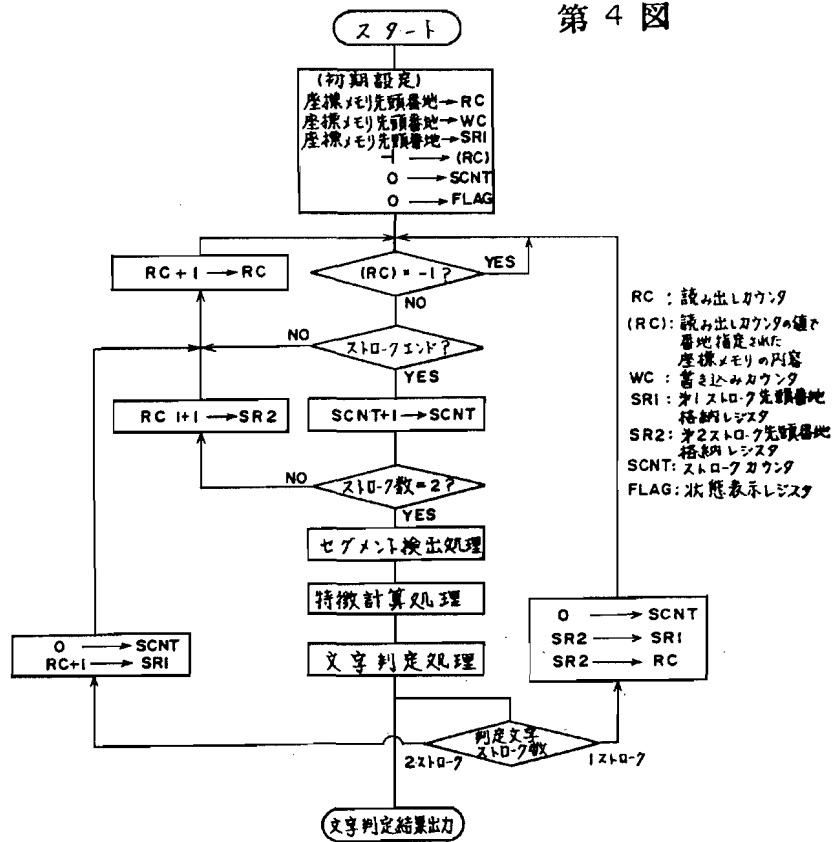 第4図
スタート
(初期設定)
座標メモリ先頭番地→RC
座標メモリ先頭番地→WC
座標メモリ先頭番地→SR1
-1→(RC)
0→SCNT
0→FLAG
RC+1→RC
(RC)=-1?
YES
NO
ストロークエンド?
NO
YES
RC 1+1→SR2
SCNT+1→SCNT
ストローク数=2?
NO
YES
セグメント検出処理
特徴計算処理
文字判定処理
0→SCNT
RC+1→SR1
0→SCNT
SR2→SR1
SR2→RC
判定文字
ストローク数
2ストローク
1ストローク
文字判定結果出力
RC:読み出しカウンタ
(RC):読み出しカウンタの値で
番地指定された
座標メモリの内容
WC:書き込みカウンタ
SR1:第1ストローク先頭番地
格納レジスタ
SR2:第2ストローク先頭番地
格納レジスタ
SCNT:ストロークカウンタ
FLAG:状態表示レジスタ